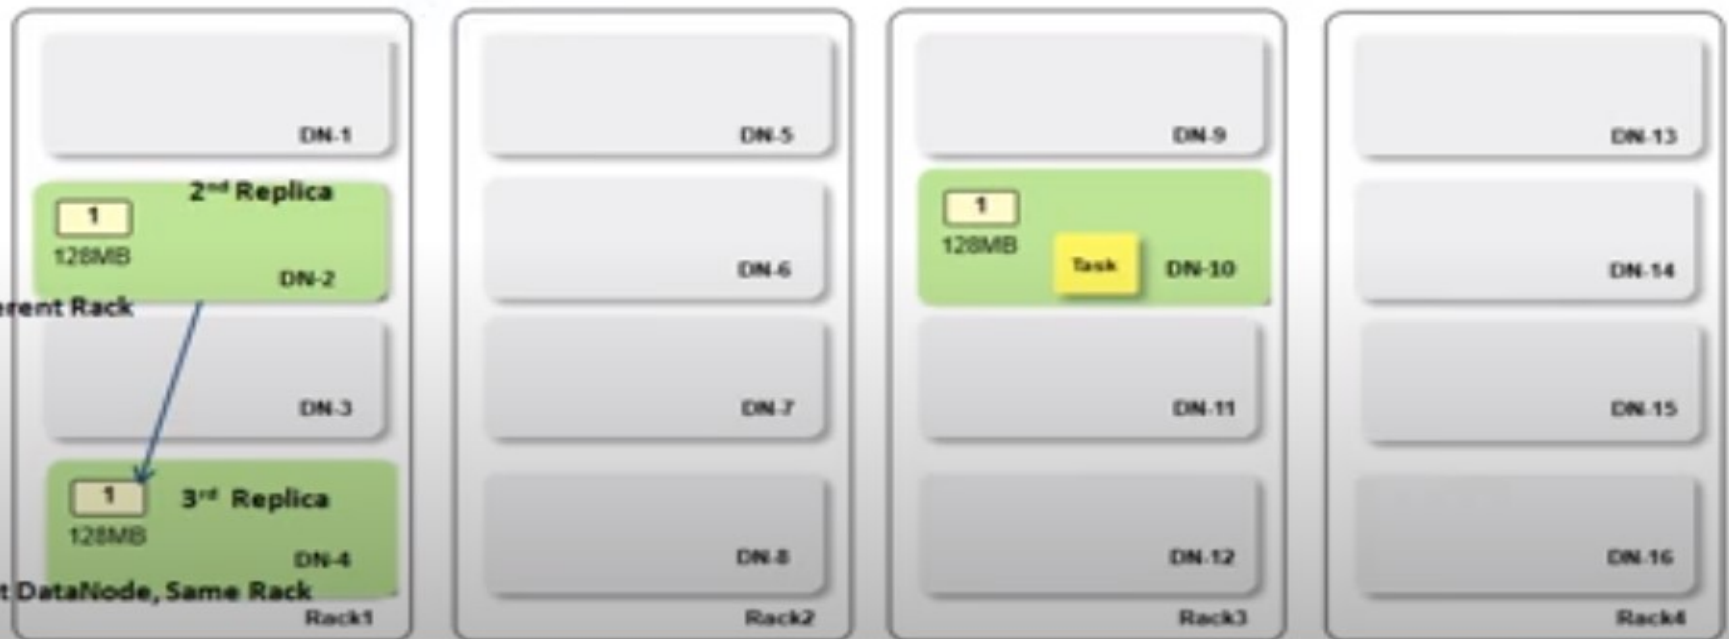 DN-1
2nd Replica
1
128MB
DN-2
erent Rack
DN-3
1
3rd Replica
128MB
DN-4
t DataNode, Same Rack
Rack1
DN-5
DN-6
DN-7
DN-8
Rack2
DN-9
1
128MB
Task
DN-10
DN-11
DN-12
Rack3
DN-13
DN-14
DN-15
DN-16
Rack4